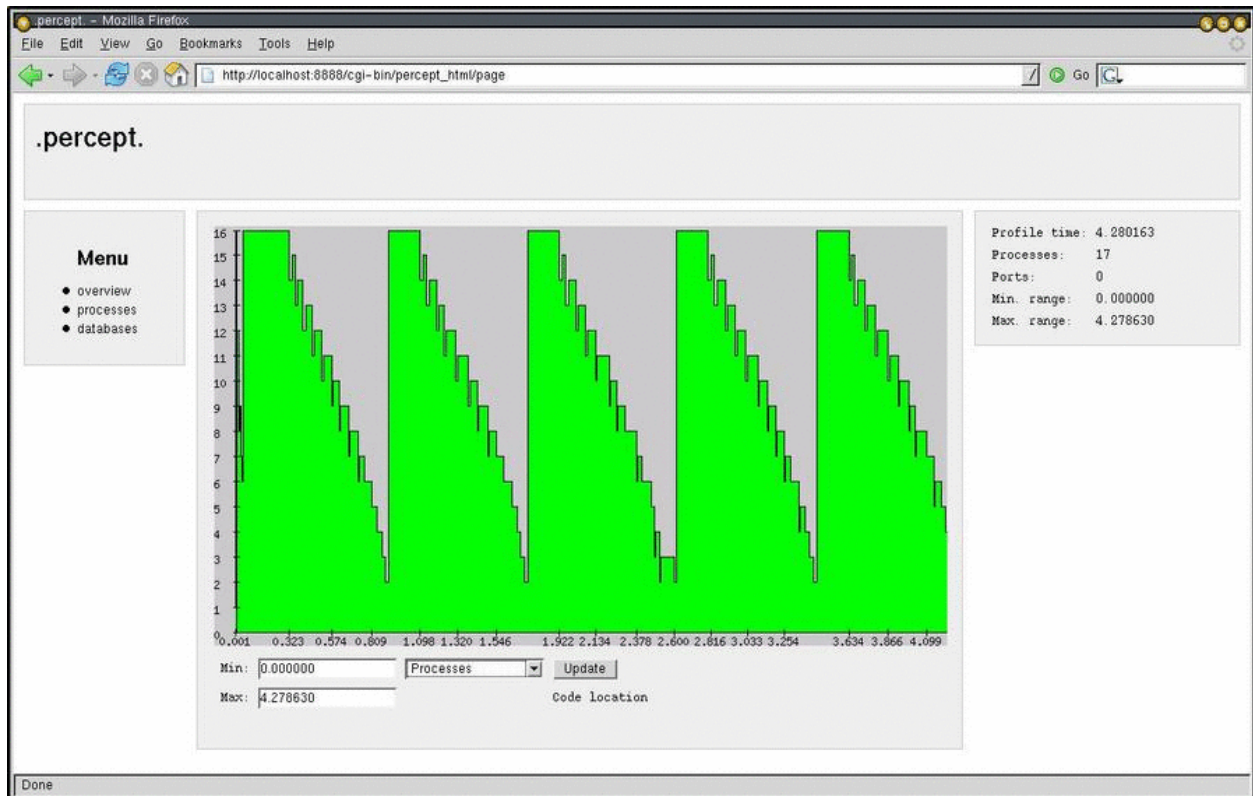 .percept. - Mozilla Firefox
File Edit View Go Bookmarks Tools Help
http://localhost:8888/cgi-bin/percept_html/page
Go
.percept.
Menu
overview
processes
databases
16
15
14
13
12
11
10
9
8
7
6
5
4
3
2
1
0
0.001 0.323 0.574 0.809 1.098 1.320 1.546 1.922 2.134 2.378 2.600 2.816 3.033 3.254 3.634 3.866 4.099
Min: 0.000000 Processes Update
Max: 4.278630 Code location
Profile time: 4.280163
Processes: 17
Ports: 0
Min. range: 0.000000
Max. range: 4.278630
Done